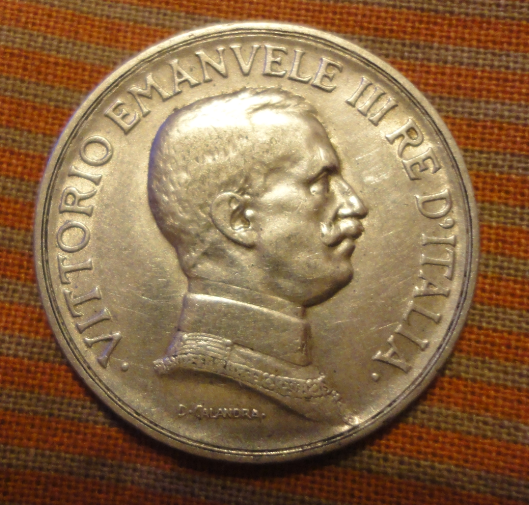 · VITTORIO EMANVELE III RE D'ITALIA ·
D · CALANDRA ·